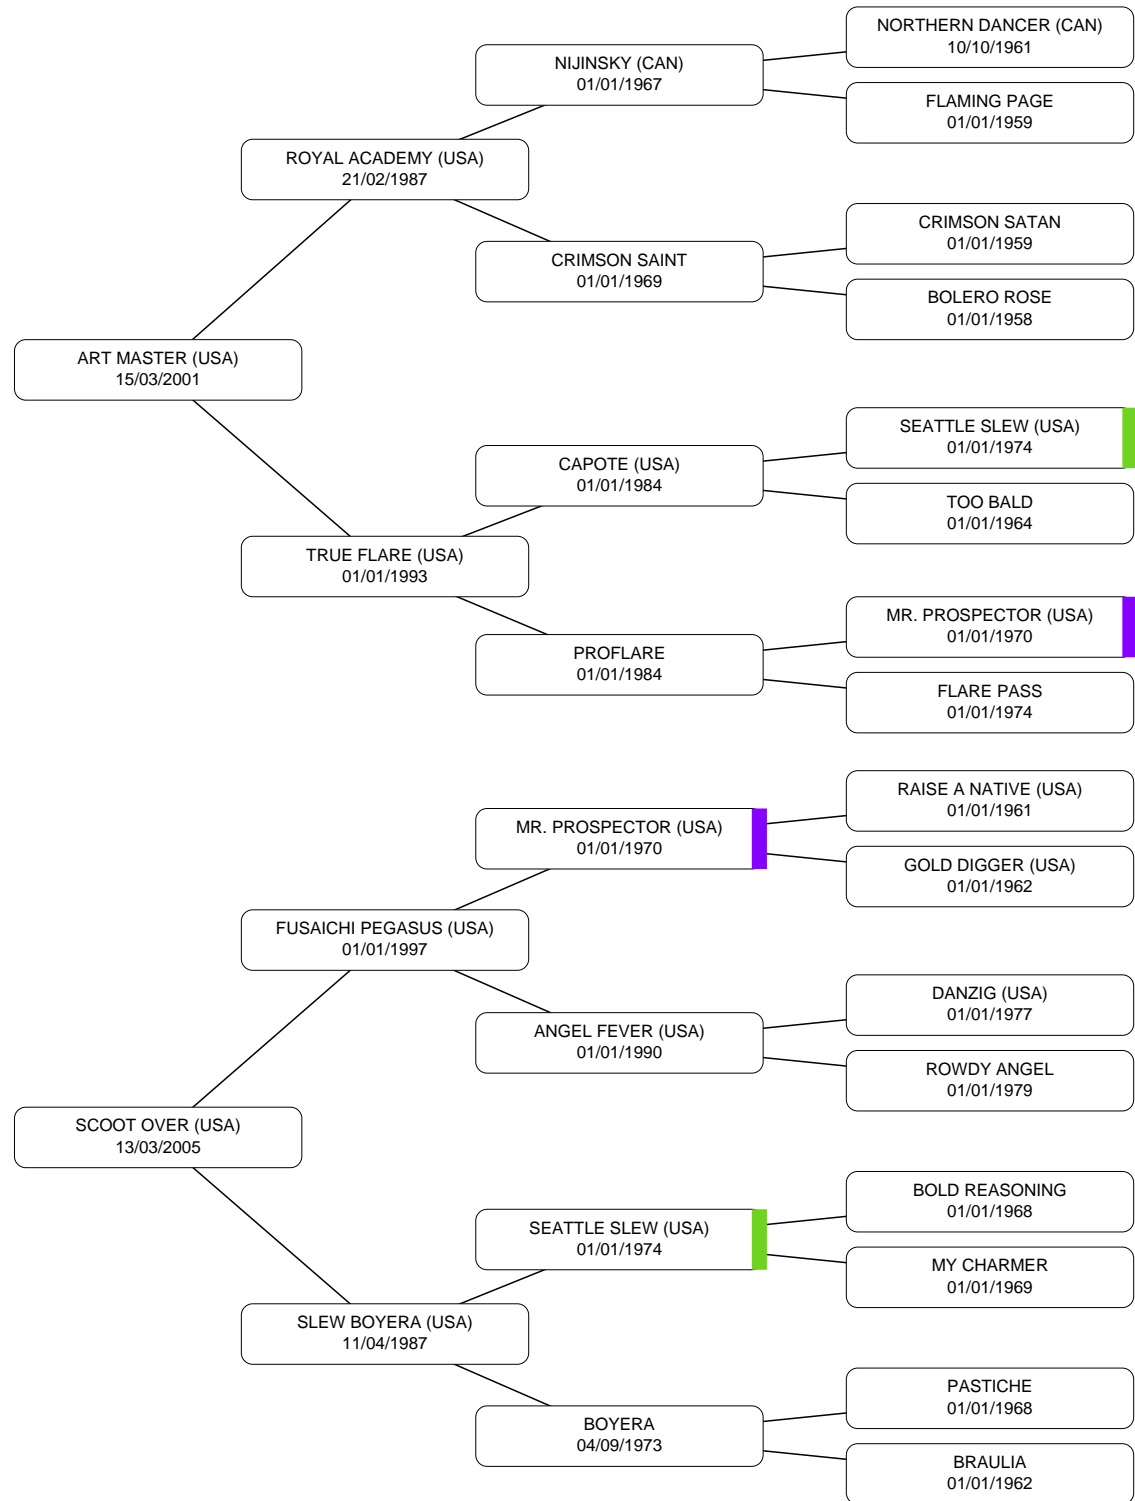 NORTHERN DANCER (CAN)
10/10/1961
NIJINSKY (CAN)
01/01/1967
FLAMING PAGE
01/01/1959
ROYAL ACADEMY (USA)
21/02/1987
CRIMSON SATAN
01/01/1959
CRIMSON SAINT
01/01/1969
BOLERO ROSE
01/01/1958
ART MASTER (USA)
15/03/2001
SEATTLE SLEW (USA)
01/01/1974
CAPOTE (USA)
01/01/1984
TOO BALD
01/01/1964
TRUE FLARE (USA)
01/01/1993
MR. PROSPECTOR (USA)
01/01/1970
PROFLARE
01/01/1984
FLARE PASS
01/01/1974
RAISE A NATIVE (USA)
01/01/1961
MR. PROSPECTOR (USA)
01/01/1970
GOLD DIGGER (USA)
01/01/1962
FUSAICHI PEGASUS (USA)
01/01/1997
DANZIG (USA)
01/01/1977
ANGEL FEVER (USA)
01/01/1990
ROWDY ANGEL
01/01/1979
SCOOT OVER (USA)
13/03/2005
BOLD REASONING
01/01/1968
SEATTLE SLEW (USA)
01/01/1974
MY CHARMER
01/01/1969
SLEW BOYERA (USA)
11/04/1987
PASTICHE
01/01/1968
BOYERA
04/09/1973
BRAULIA
01/01/1962